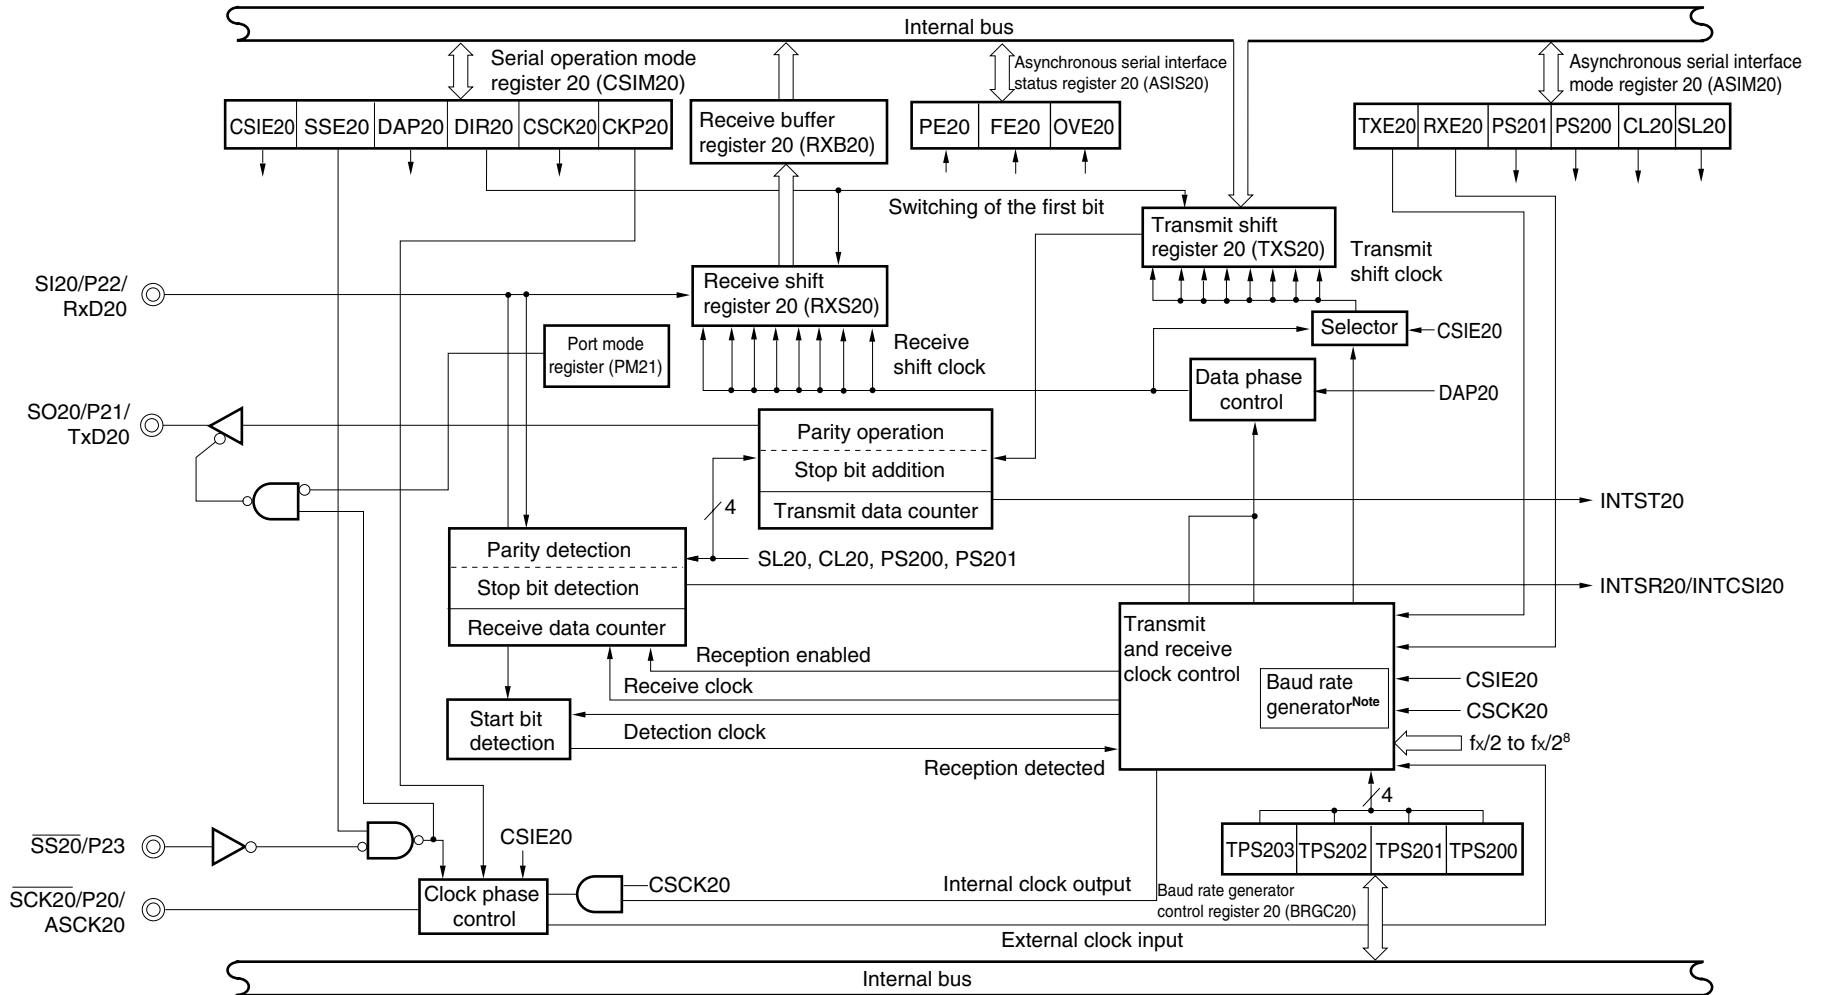 Internal bus
Serial operation mode
register 20 (CSIM20)
Asynchronous serial interface
status register 20 (ASIS20)
Asynchronous serial interface
mode register 20 (ASIM20)
CSIE20 SSE20 DAP20 DIR20 CSCK20 CKP20
Receive buffer
register 20 (RXB20)
PE20 FE20 OVE20
TXE20 RXE20 PS201 PS200 CL20 SL20
Switching of the first bit
Transmit shift
register 20 (TXS20)
Transmit
shift clock
SI20/P22/
RxD20
Receive shift
register 20 (RXS20)
Selector
CSIE20
Port mode
register (PM21)
Receive
shift clock
Data phase
control
DAP20
SO20/P21/
TxD20
Parity operation
Stop bit addition
Transmit data counter
4
INTST20
Parity detection
Stop bit detection
Receive data counter
SL20, CL20, PS200, PS201
INTSR20/INTCSI20
Transmit
and receive
clock control
Reception enabled
Receive clock
Baud rate
generatorNote
CSIE20
CSCK20
fX/2 to fX/2⁸
Start bit
detection
Detection clock
Reception detected
4
SS20/P23
CSIE20
TPS203 TPS202 TPS201 TPS200
SCK20/P20/
ASCK20
Clock phase
control
CSCK20
Internal clock output
Baud rate generator
control register 20 (BRGC20)
External clock input
Internal bus